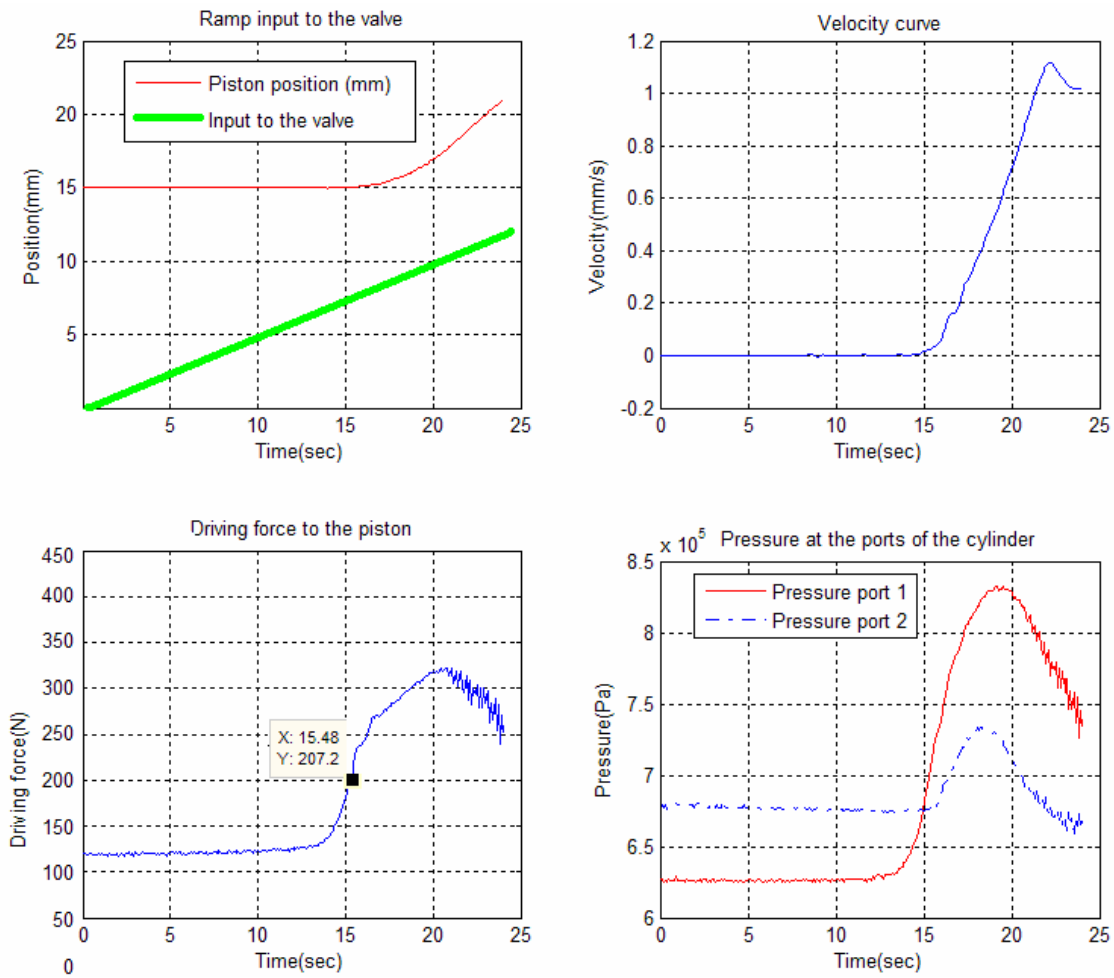 Ramp input to the valve
25
20
15
10
5
Position(mm)
Piston position (mm)
Input to the valve
5 10 15 20 25
Time(sec)
Velocity curve
1.2
1
0.8
0.6
0.4
0.2
0
-0.2
Velocity(mm/s)
0 5 10 15 20 25
Time(sec)
Driving force to the piston
450
400
350
300
250
200
150
100
50
0
Driving force(N)
X: 15.48
Y: 207.2
0 5 10 15 20 25
Time(sec)
x 10^5
Pressure at the ports of the cylinder
8.5
8
7.5
7
6.5
6
Pressure(Pa)
Pressure port 1
Pressure port 2
0 5 10 15 20 25
Time(sec)